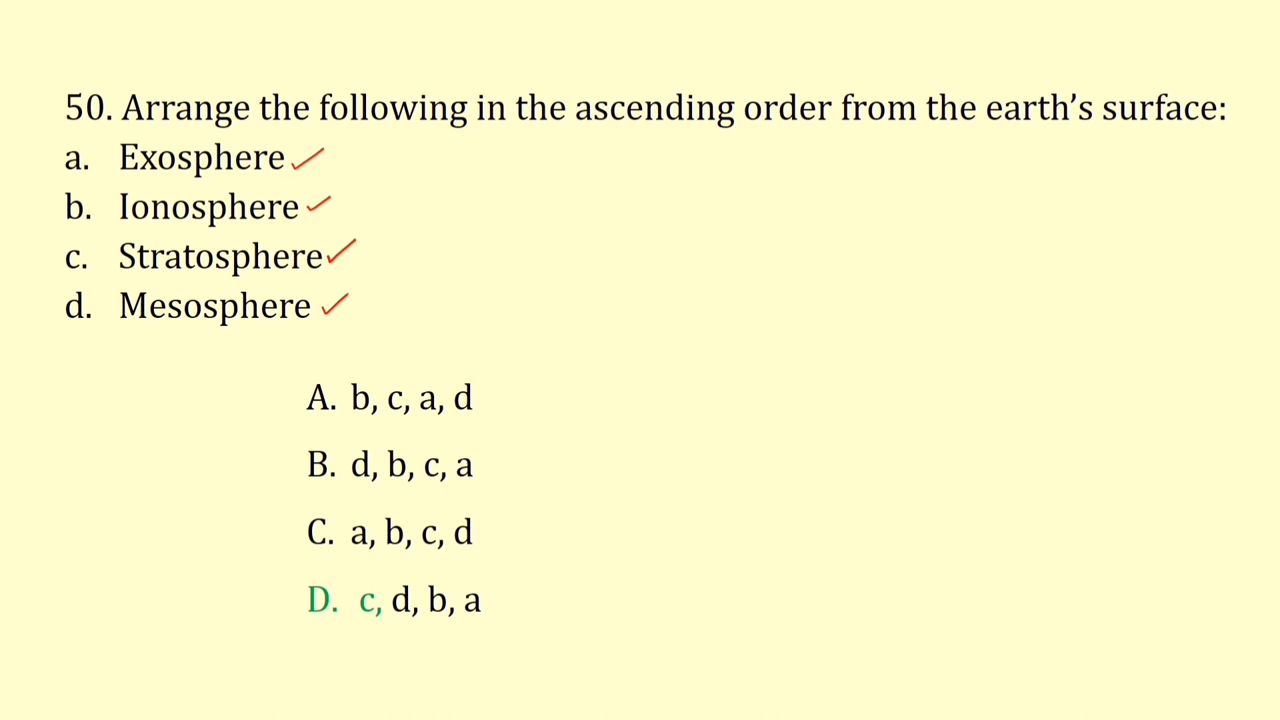 50. Arrange the following in the ascending order from the earth’s surface:
a. Exosphere
b. Ionosphere
c. Stratosphere
d. Mesosphere
A. b, c, a, d
B. d, b, c, a
C. a, b, c, d
D. c, d, b, a